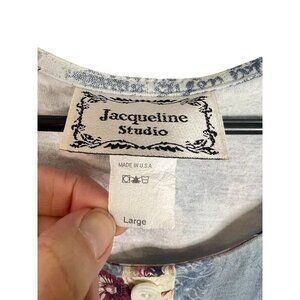 Jacqueline
Studio
MADE IN U.S.A.
Large